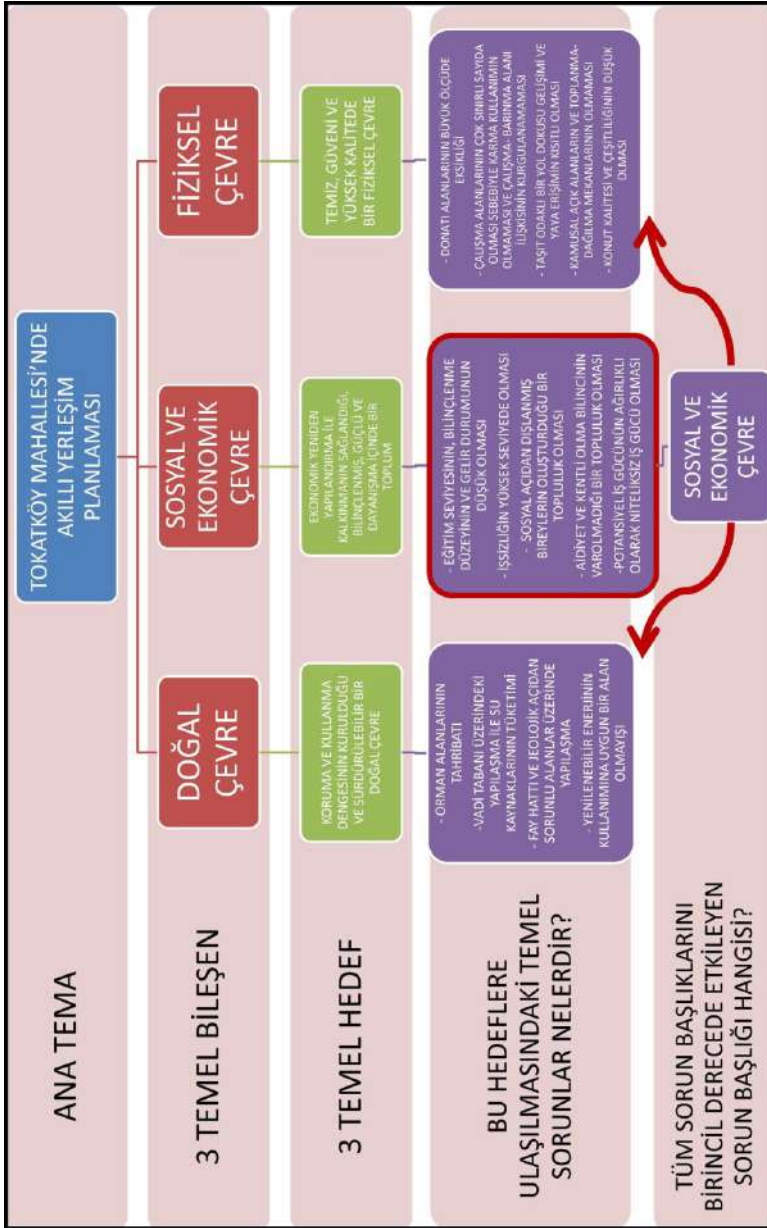 ANA TEMA
TOKATKÖY MAHALLESİ'NDE
AKILLI YERLEŞİM
PLANLAMASI
3 TEMEL BİLEŞEN
DOĞAL
ÇEVRE
SOSYAL VE
EKONOMİK
ÇEVRE
FİZİKSEL
ÇEVRE
3 TEMEL HEDEF
KORUMA VE KULLANMA
DENGESİNİN KURULDUĞU
VE SÜRDÜRÜLEBİLİR BİR
DOĞAL ÇEVRE
EKONOMİK YENİDEN
YAPILANDIRMA İLE
KALKINMANIN SAĞLANDIĞI,
BİLİNÇLENMİŞ, GÜÇLÜ VE
DAYANIŞMA İÇİNDE BİR
TOPLUM
TEMİZ, GÜVENİ VE
YÜKSEK KALİTEDE
BİR FİZİKSEL ÇEVRE
BU HEDEFLERE
ULAŞILMASINDAKİ TEMEL
SORUNLAR NELERDİR?
- ORMAN ALANLARININ
TAHRİBATI
-VADİ TABANI ÜZERİNDEKİ
YAPILAŞMA İLE SU
KAYNAKLARININ TÜKETİMİ
- FAY HATTI VE JEOLOJİK AÇIDAN
SORUNLU ALANLAR ÜZERİNDE
YAPILAŞMA
- YENİLENEBİLİR ENERJİNİN
KULLANIMINA UYGUN BİR ALAN
OLMAYIŞI
- EĞİTİM SEVİYESİNİN, BİLİNÇLENME
DÜZEYİNİN VE GELİR DURUMUNUN
DÜŞÜK OLMASI
- İŞSİZLİĞİN YÜKSEK SEVİYEDE OLMASI
- SOSYAL AÇIDAN DIŞLANMIŞ
BİREYLERİN OLUŞTURDUĞU BİR
TOPLULUK OLMASI
- AİDİYET VE KENTLİ OLMA BİLİNCİNİN
VAROLMADIĞI BİR TOPLULUK OLMASI
-POTANSİYEL İŞ GÜCÜNÜN AĞIRLIKLI
OLARAK NİTELİKSİZ İŞ GÜCÜ OLMASI
- DONATI ALANLARININ BÜYÜK ÖLÇÜDE
EKSİKLİĞİ
- ÇALIŞMA ALANLARININ ÇOK SINIRLI SAYIDA
OLMASI SEBEBİYLE KARMA KULLANIMIN
OLMAMASI VE ÇALIŞMA- BARINMA ALANI
İLİŞKİSİNİN KURGULANAMAMASI
- TAŞIT ODAKLI BİR YOL DOKUSU GELİŞİMİ VE
YAYA ERİŞİMİN KISITLI OLMASI
- KAMUSAL AÇIK ALANLARIN VE TOPLANMA-
DAĞILMA MEKANLARININ OLMAMASI
- KONUT KALİTESİ VE ÇEŞİTLİLİĞİNİN DÜŞÜK
OLMASI
TÜM SORUN BAŞLIKLARINI
BİRİNCİL DERECEDE ETKİLEYEN
SORUN BAŞLIĞI HANGİSİ?
SOSYAL VE
EKONOMİK
ÇEVRE